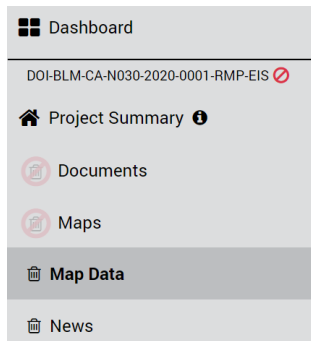 Dashboard
DOI-BLM-CA-N030-2020-0001-RMP-EIS
Project Summary
Documents
Maps
Map Data
News